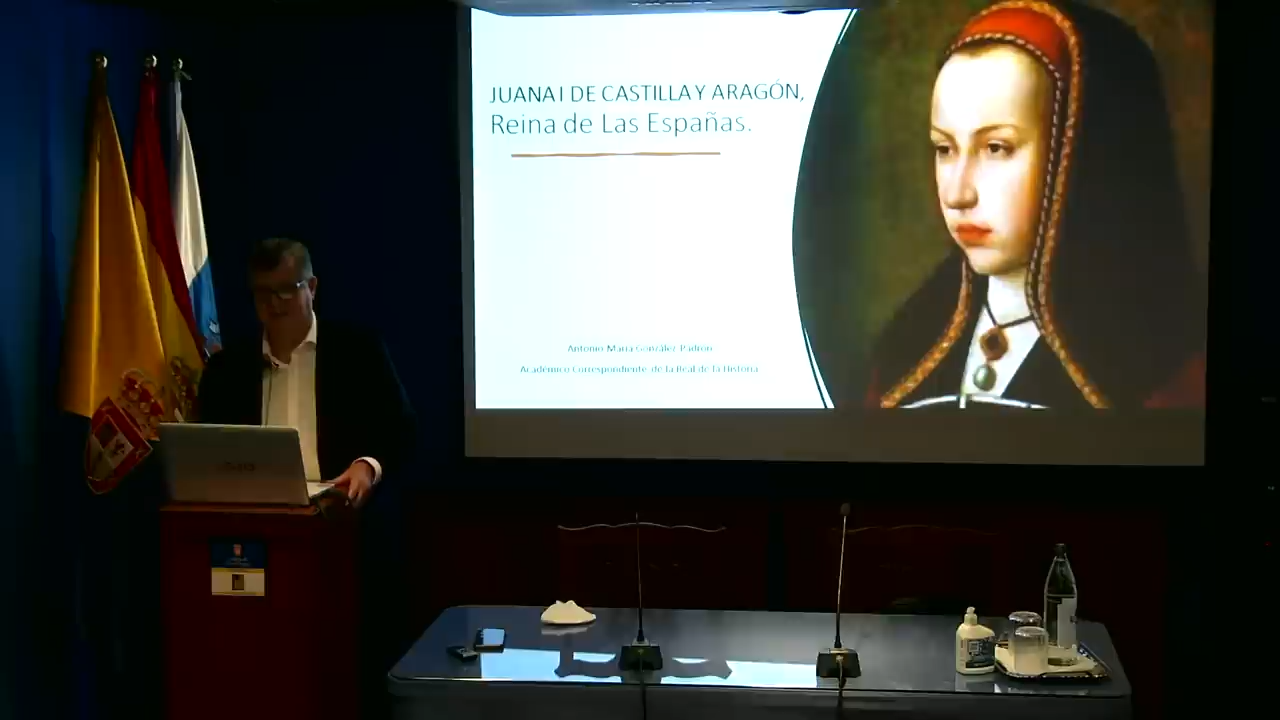 JUANA I DE CASTILLA Y ARAGÓN,
Reina de Las Españas.
Antonio María González Padrón
Académico Correspondiente de la Real de la Historia